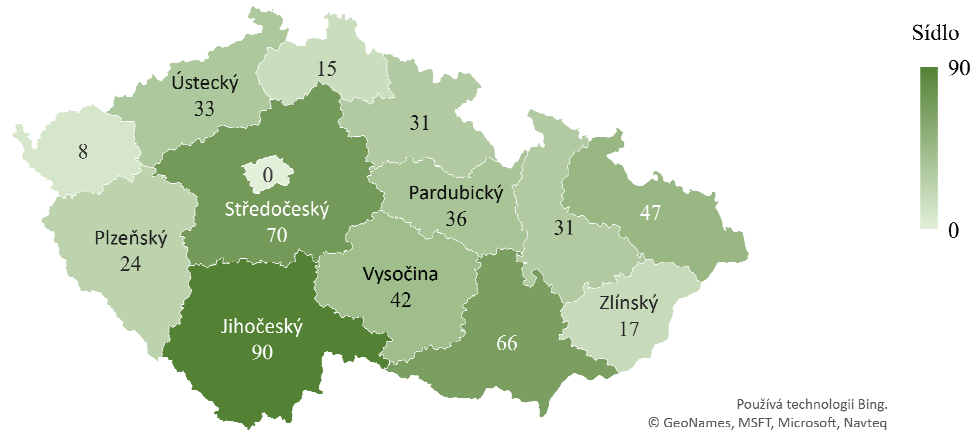 Sídlo
90
0
15
Ústecký
33
31
8
0
Středočeský
70
Pardubický
36
31
47
Plzeňský
24
Vysočina
42
Zlínský
17
Jihočeský
90
66
Používá technologii Bing.
© GeoNames, MSFT, Microsoft, Navteq